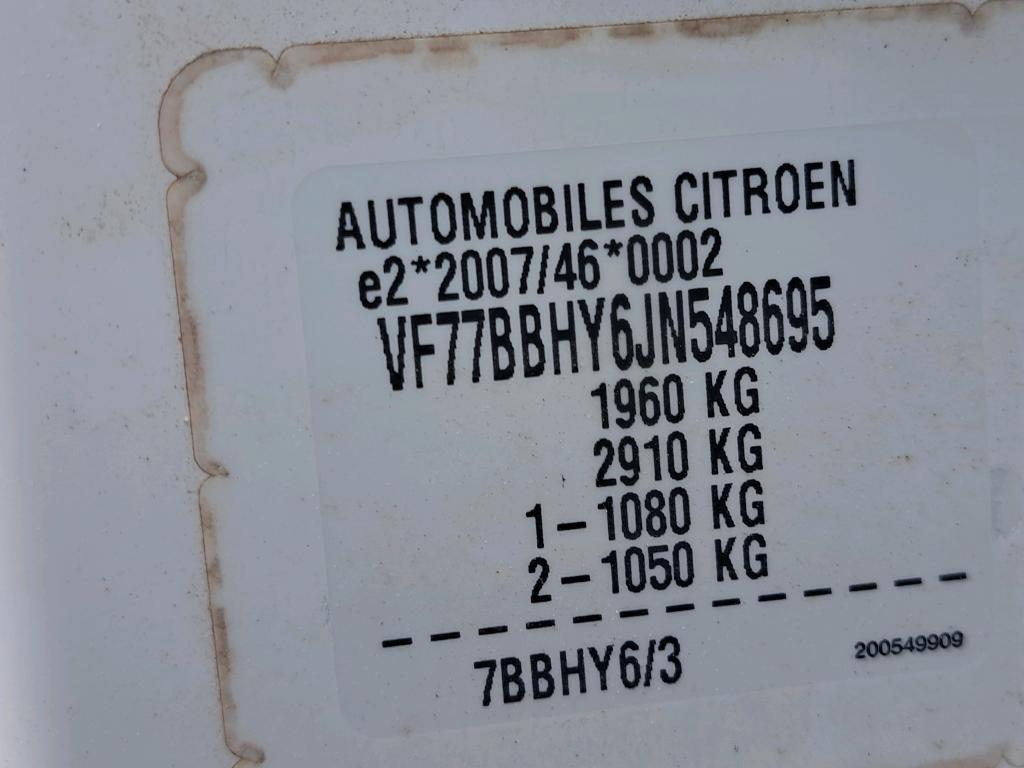 AUTOMOBILES CITROEN
e2*2007/46*0002
VF77BBHY6JN548695
1960 KG
2910 KG
1-1080 KG
2-1050 KG
7BBHY6/3
200549909